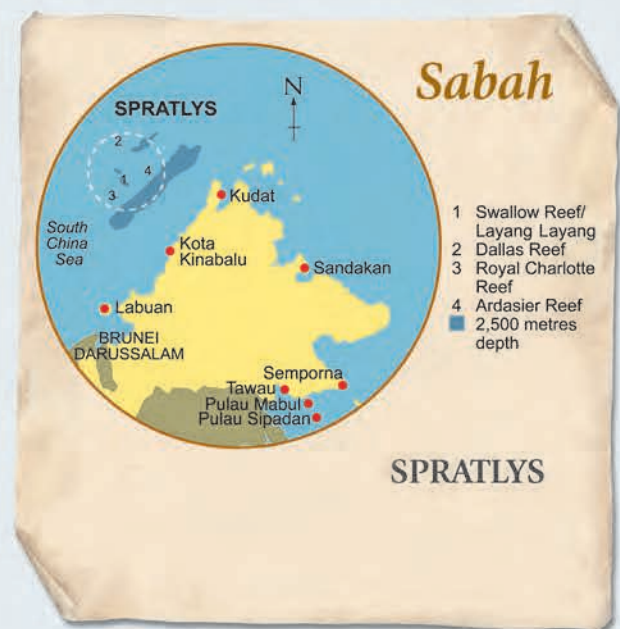 Sabah
SPRATLYS
N
2
1
4
3
South
China
Sea
Kudat
Kota
Kinabalu
Sandakan
Labuan
BRUNEI
DARUSSALAM
Semporna
Tawau
Pulau Mabul
Pulau Sipadan
1 Swallow Reef/
Layang Layang
2 Dallas Reef
3 Royal Charlotte
Reef
4 Ardasier Reef
2,500 metres
depth
SPRATLYS